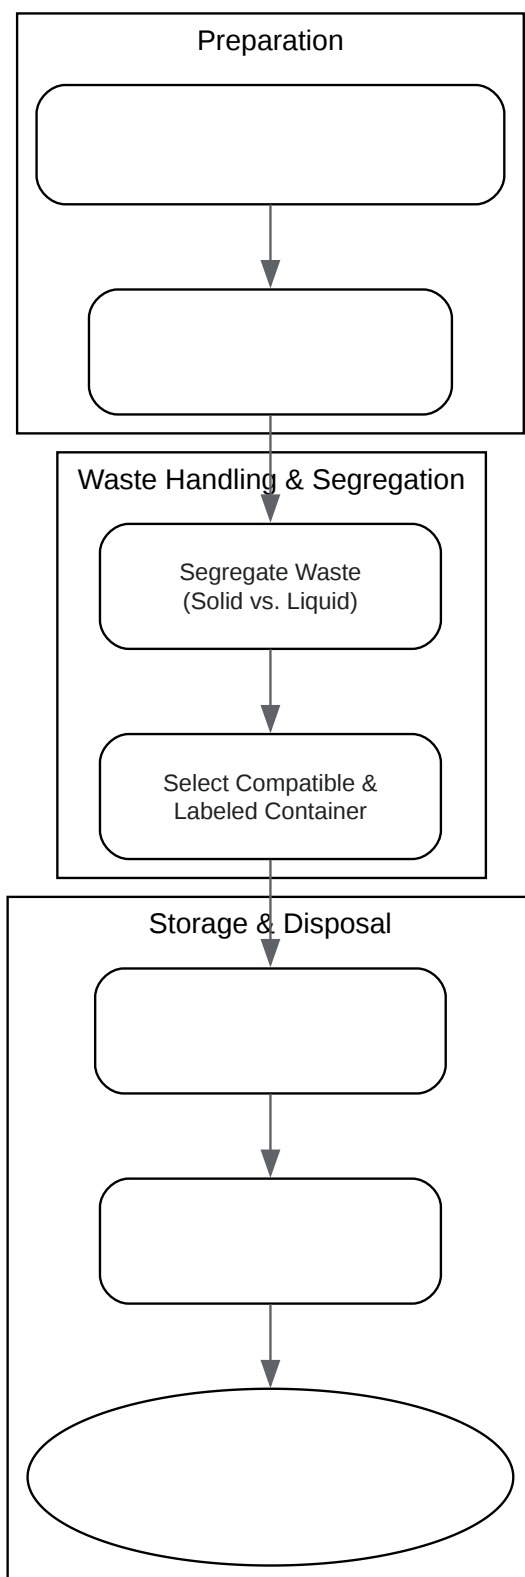 Preparation
Waste Handling & Segregation
Segregate Waste
(Solid vs. Liquid)
Select Compatible &
Labeled Container
Storage & Disposal